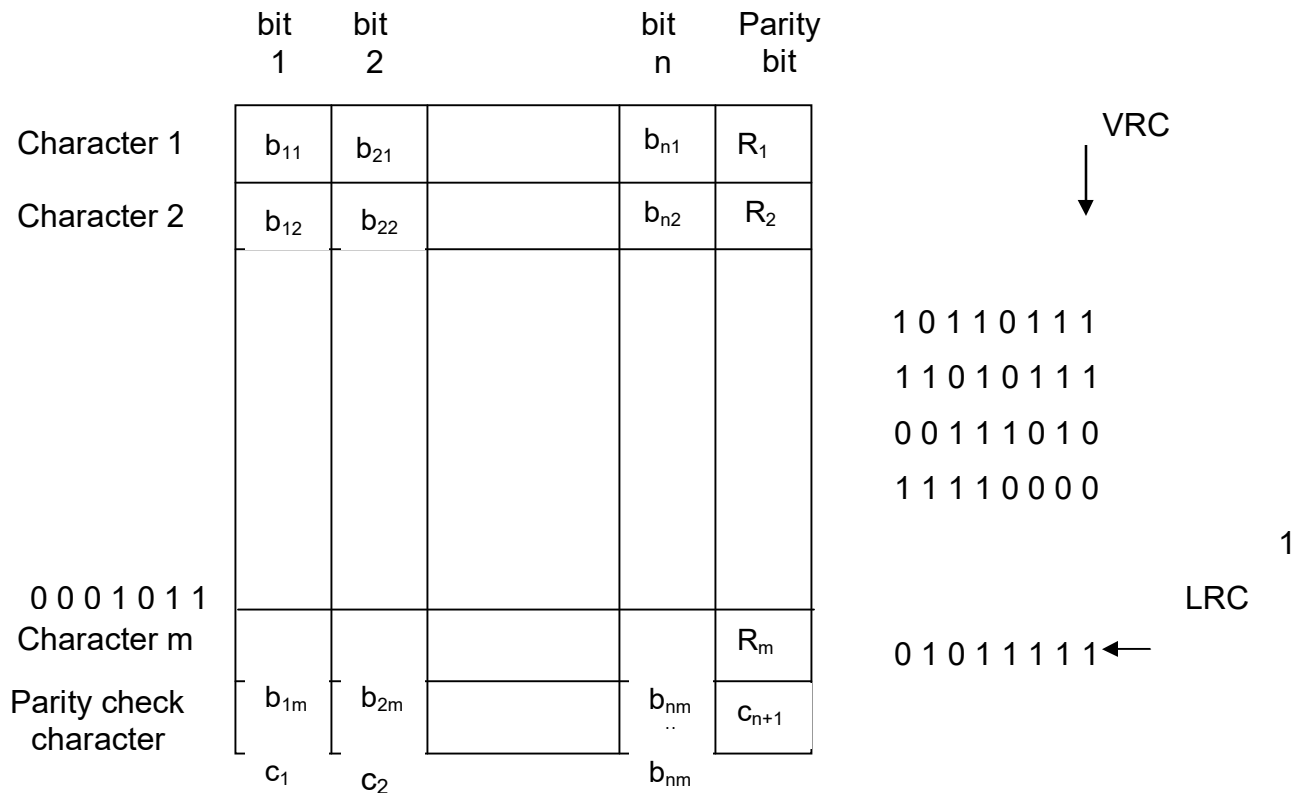 bit bit bit Parity
1 2 n bit
Character 1 b₁₁ b₂₁ bₙ₁ R₁ VRC
Character 2 b₁₂ b₂₂ bₙ₂ R₂
1 0 1 1 0 1 1 1
1 1 0 1 0 1 1 1
0 0 1 1 1 0 1 0
1 1 1 1 0 0 0 0
1
0 0 0 1 0 1 1 LRC
Character m Rₘ 0 1 0 1 1 1 1 1
Parity check b₁ₘ b₂ₘ bₙₘ cₙ₊₁
character ..
c₁ c₂ bₙₘ